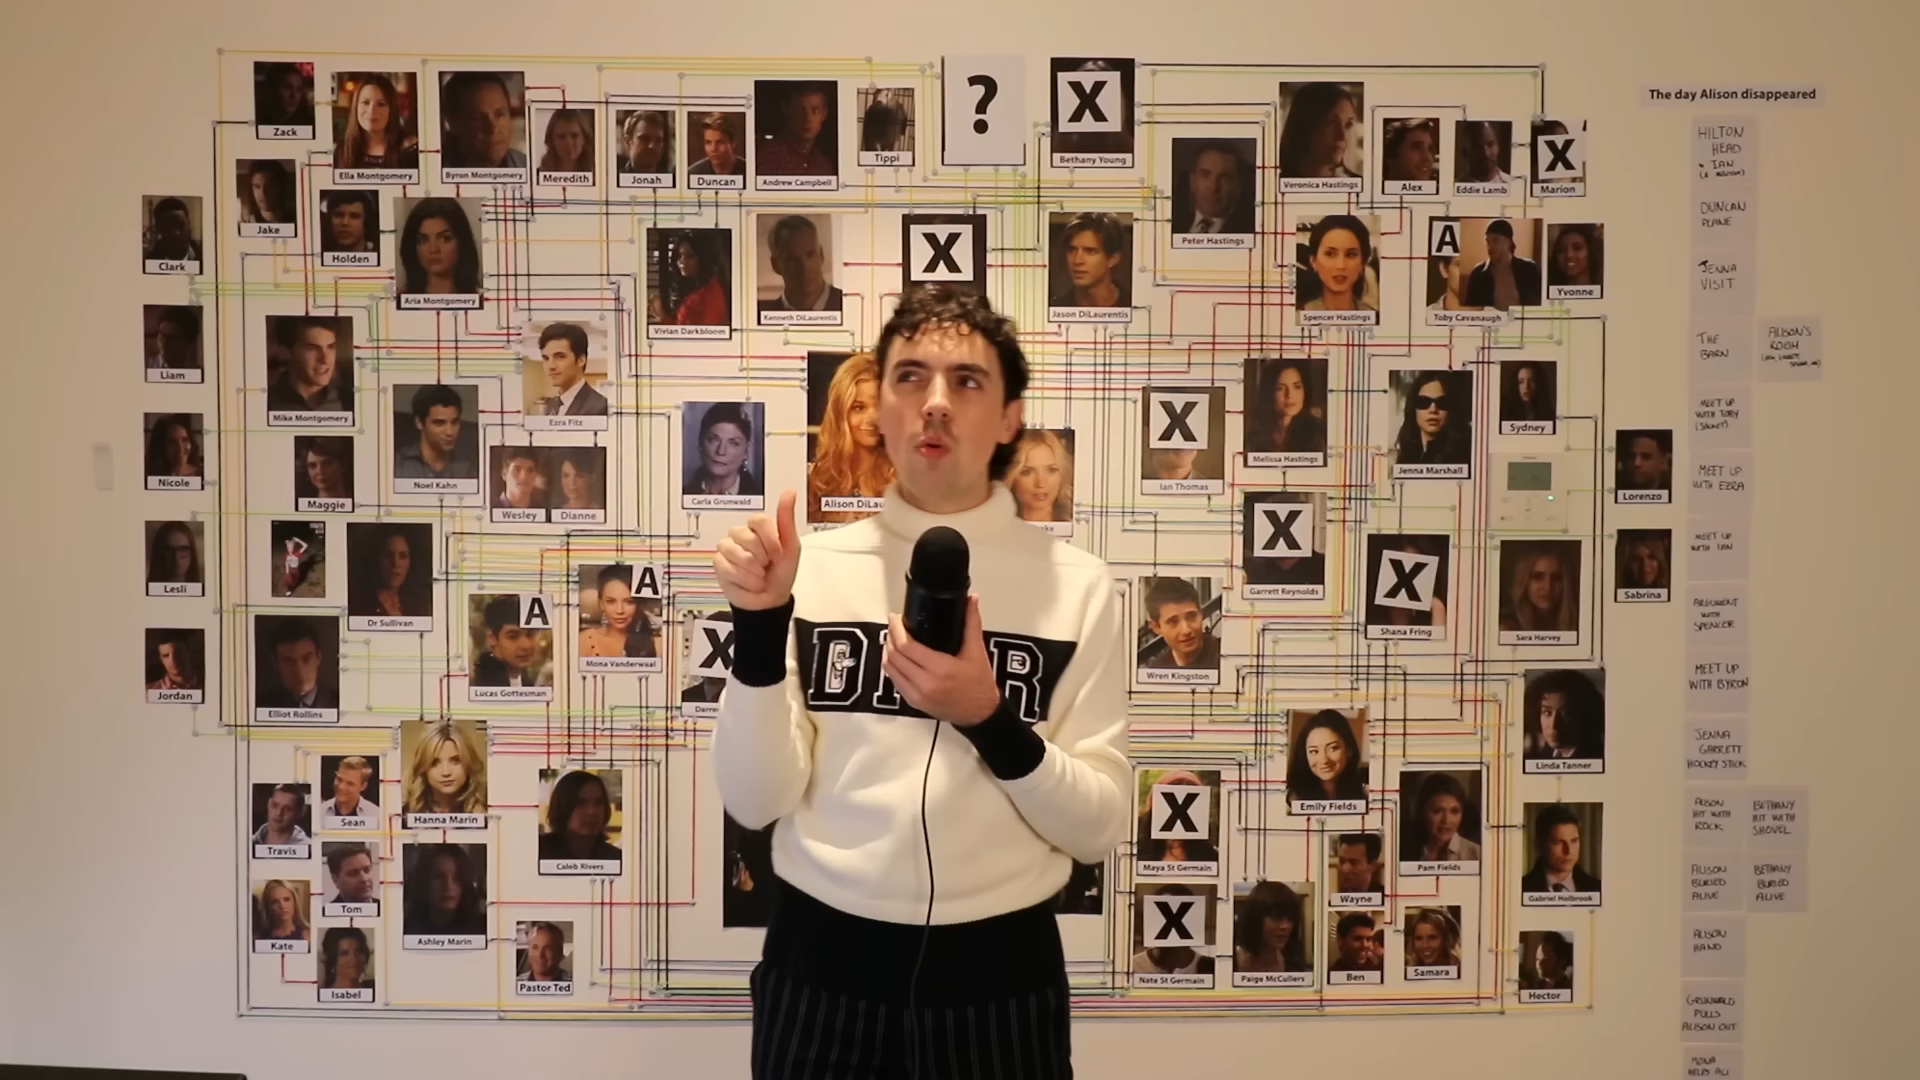 Zack
Ella Montgomery
Byron Montgomery
Meredith
Jonah
Duncan
Andrew Campbell
Tippi
?
X
Bethany Young
Veronica Hastings
Alex
Eddie Lamb
X
Marion
Clark
Jake
Holden
Aria Montgomery
Vivian Darkbloom
Kenneth DiLaurentis
X
Jason DiLaurentis
Peter Hastings
Spencer Hastings
A
Toby Cavanaugh
Yvonne
Liam
Mike Montgomery
Noel Kahn
Ezra Fitz
Carla Grunwald
Alison DiLau
X
Ian Thomas
Melissa Hastings
Jenna Marshall
Sydney
Nicole
Maggie
Wesley
Dianne
X
Garrett Reynolds
Lorenzo
Lesli
Dr Sullivan
A
Lucas Gottesman
A
Mona Vanderwaal
X
Darre
Wren Kingston
X
Shana Fring
Sara Harvey
Sabrina
Jordan
Elliot Rollins
Hanna Marin
DIOR
Emily Fields
Linda Tanner
Travis
Sean
Caleb Rivers
X
Maya St Germain
Pam Fields
Kate
Tom
Ashley Marin
Wayne
Gabriel Holbrook
Isabel
Pastor Ted
X
Nate St Germain
Paige McCullers
Ben
Samara
Hector
The day Alison disappeared
HILTON
HEAD
• IAN
DUNCAN
PLANE
JENNA
VISIT
THE
BARN
ALISON'S
ROOM
MEET UP
WITH TOBY
MEET UP
WITH EZRA
MEET UP
WITH IAN
ARGUMENT
WITH
SPENCER
MEET UP
WITH BYRON
JENNA
GARRETT
HOCKEY STICK
ALISON
HIT WITH
ROCK
BETHANY
HIT WITH
SHOVEL
ALISON
BURIED
ALIVE
BETHANY
BURIED
ALIVE
ALISON
HAND
GRUNWALD
PULLS
ALISON OUT
MONA
HELPS ALI